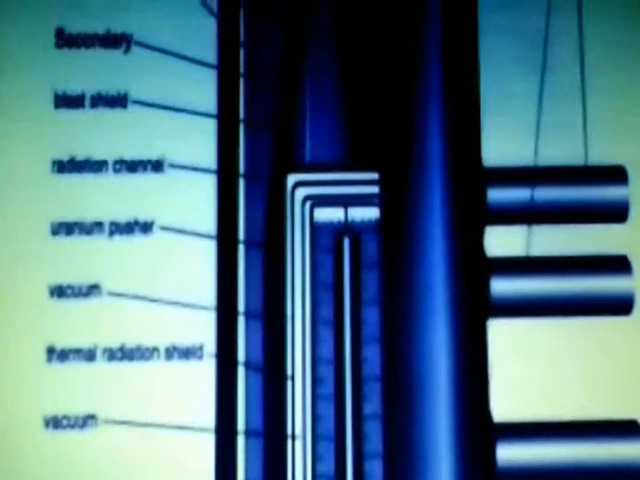 Secondary
blast shield
radiation channel
uranium pusher
vacuum
thermal radiation shield
vacuum